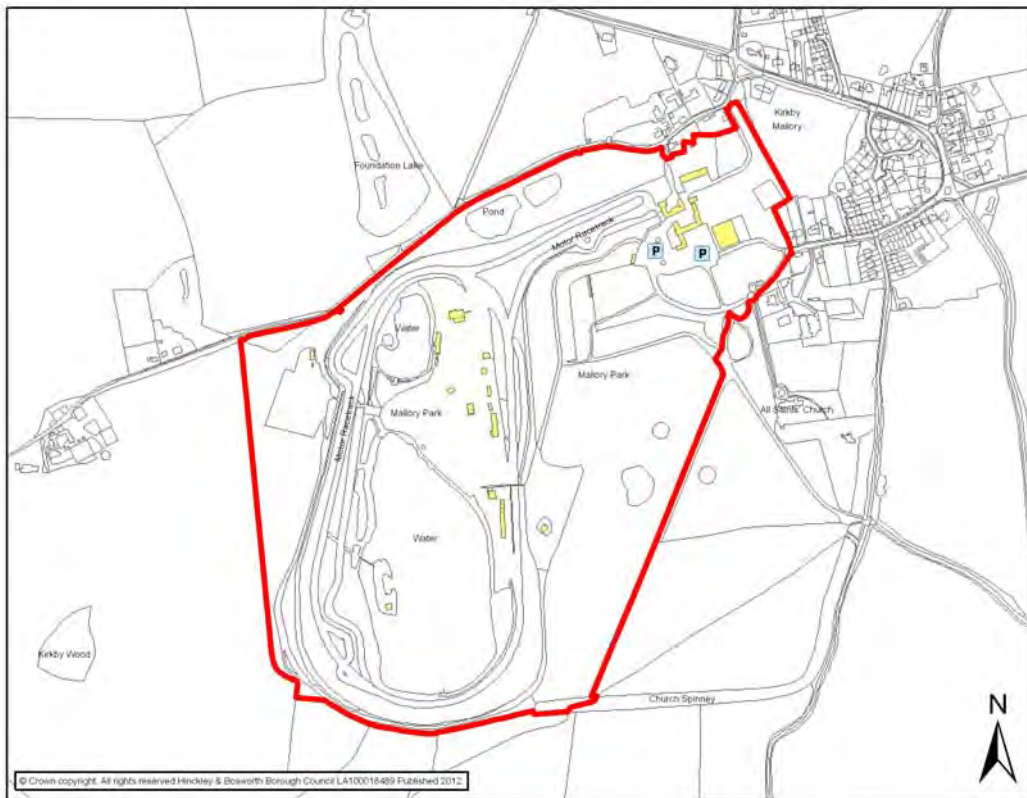 Kirkby
Mallory
Foundation Lake
Pond
Motor Racetrack
P
P
Water
Mallory Park
Mallory Park
Motor Racetrack
All Saints' Church
Water
Kirkby Wood
Church Spinney
N
© Crown copyright. All rights reserved Hinckley & Bosworth Borough Council LA100018489 Published 2012